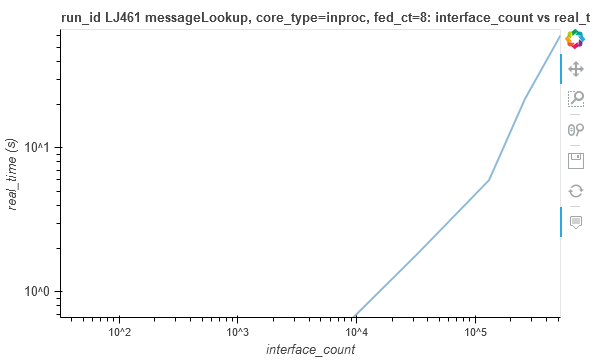 run_id LJ461 messageLookup, core_type=inproc, fed_ct=8: interface_count vs real_t
real_time (s)
10^1
10^0
10^2
10^3
10^4
10^5
interface_count